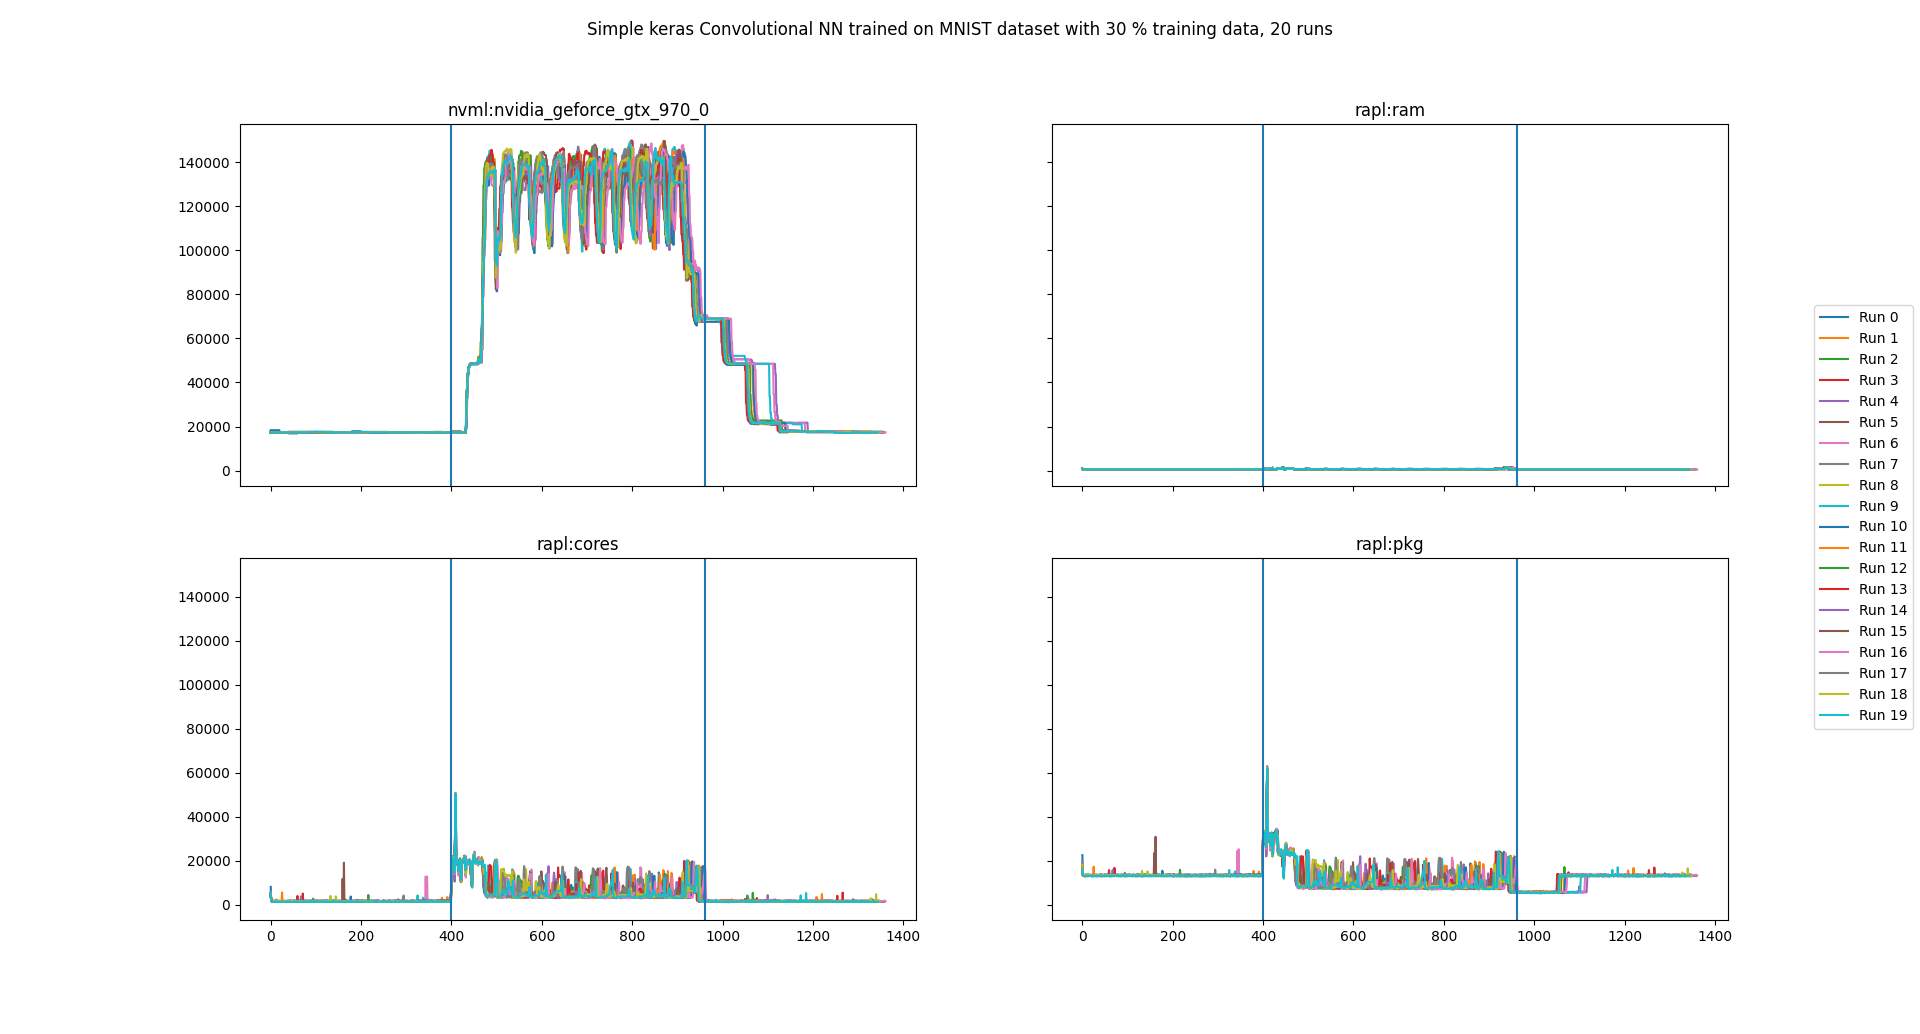 Simple keras Convolutional NN trained on MNIST dataset with 30 % training data, 20 runs
nvml:nvidia_geforce_gtx_970_0
140000
120000
100000
80000
60000
40000
20000
0
rapl:ram
rapl:cores
140000
120000
100000
80000
60000
40000
20000
0
0 200 400 600 800 1000 1200 1400
rapl:pkg
0 200 400 600 800 1000 1200 1400
Run 0
Run 1
Run 2
Run 3
Run 4
Run 5
Run 6
Run 7
Run 8
Run 9
Run 10
Run 11
Run 12
Run 13
Run 14
Run 15
Run 16
Run 17
Run 18
Run 19